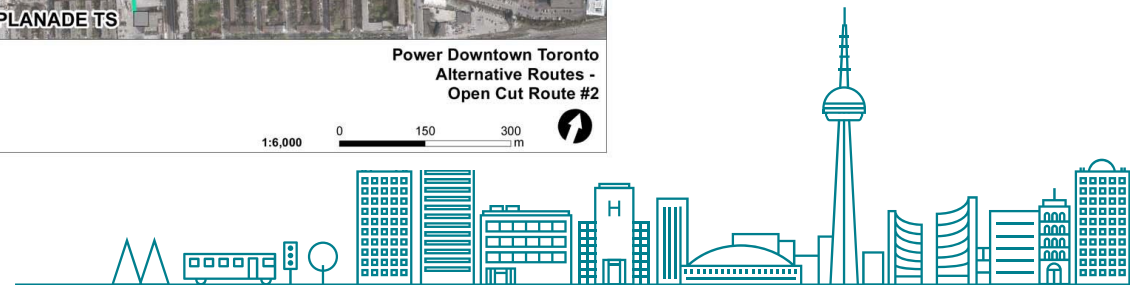 PLANADE TS
Power Downtown Toronto
Alternative Routes -
Open Cut Route #2
1:6,000
0 150 300
m
H